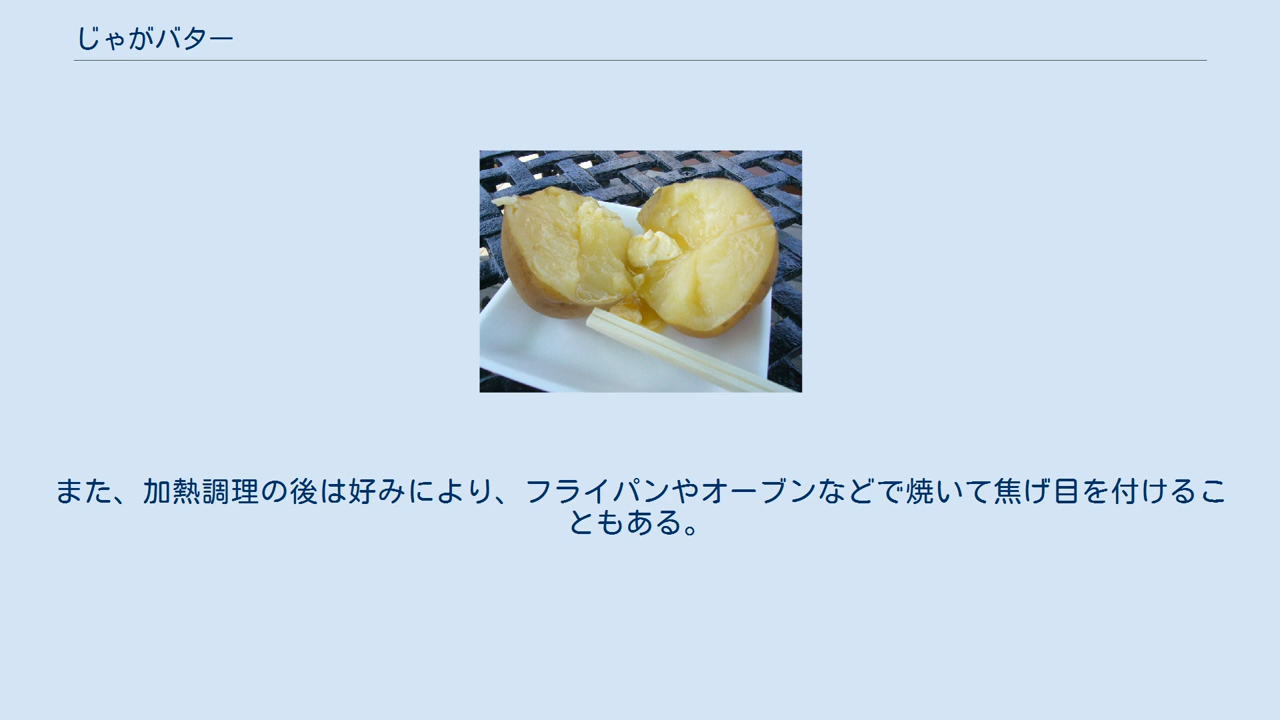 じゃがバター
また、加熱調理の後は好みにより、フライパンやオーブンなどで焼いて焦げ目を付けるこ
ともある。